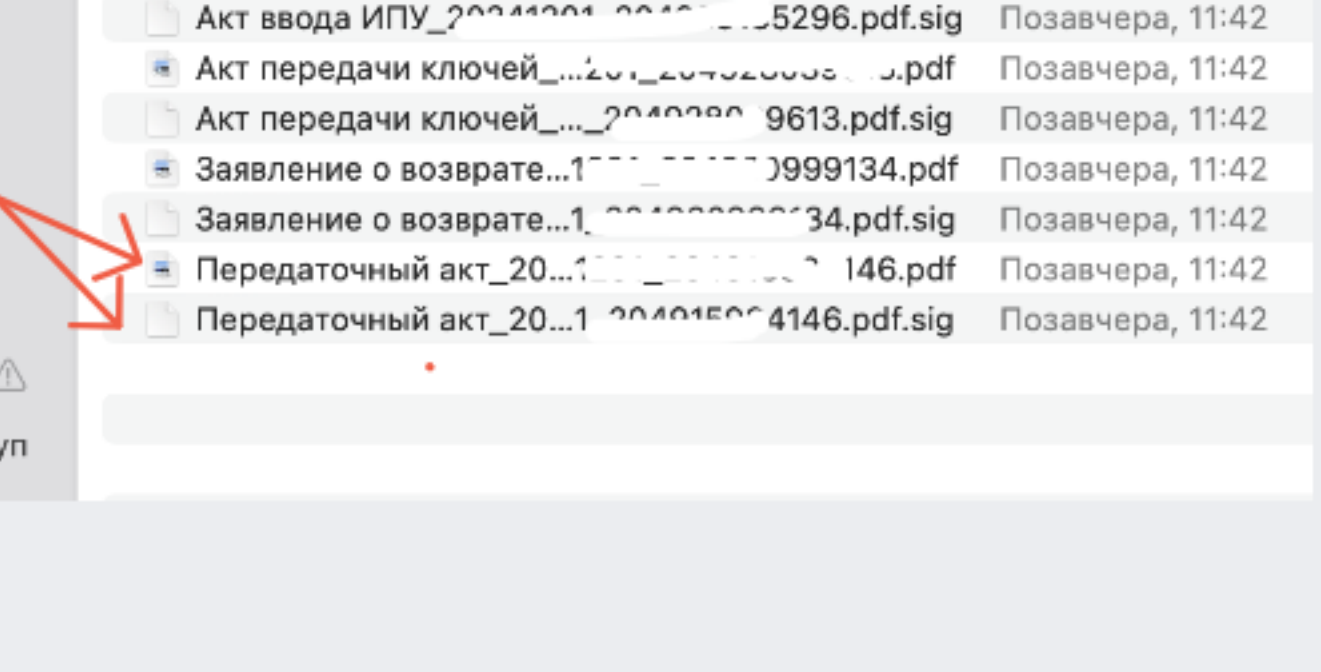 Акт ввода ИПУ_ 5296.pdf.sig Позавчера, 11:42
Акт передачи ключей_... .pdf Позавчера, 11:42
Акт передачи ключей_..._ 9613.pdf.sig Позавчера, 11:42
Заявление о возврате...1 999134.pdf Позавчера, 11:42
Заявление о возврате...1_ 34.pdf.sig Позавчера, 11:42
Передаточный акт_20... 146.pdf Позавчера, 11:42
Передаточный акт_20...1 4146.pdf.sig Позавчера, 11:42
уп